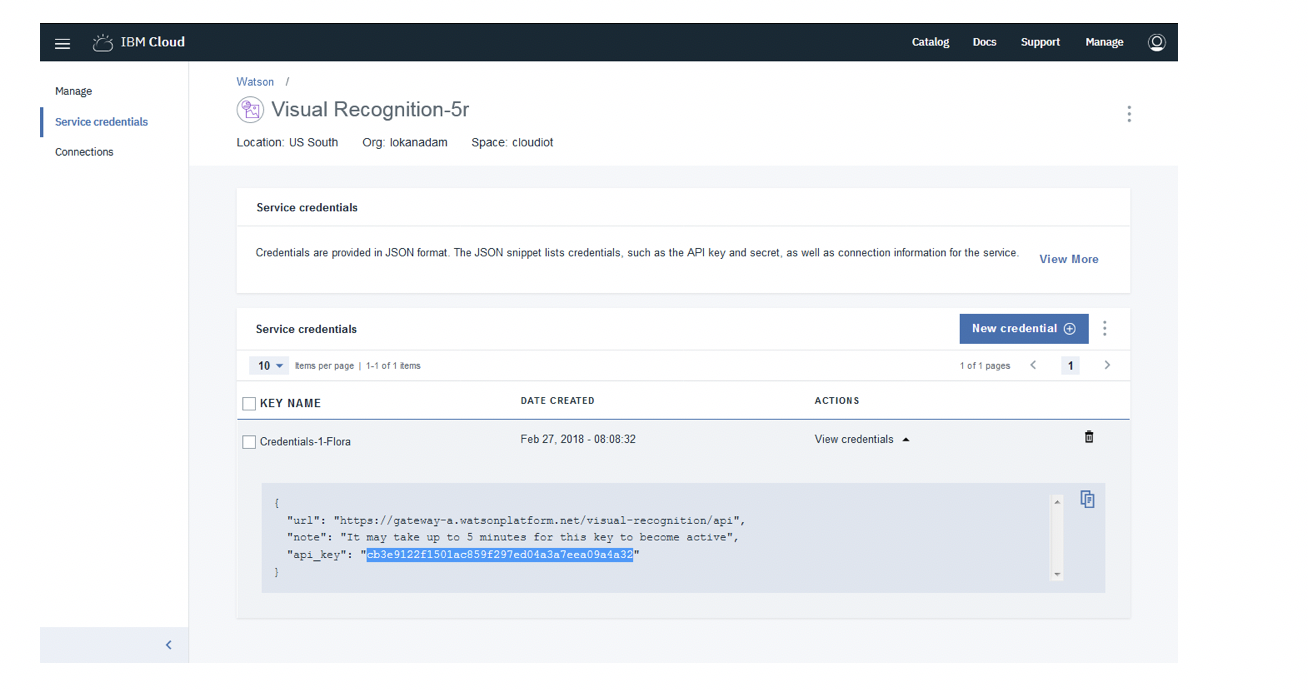 IBM Cloud
Catalog Docs Support Manage
Manage
Service credentials
Connections
Watson /
Visual Recognition-5r
Location: US South Org: lokanadam Space: cloudiot
Service credentials
Credentials are provided in JSON format. The JSON snippet lists credentials, such as the API key and secret, as well as connection information for the service. View More
Service credentials
New credential
10 Items per page | 1-1 of 1 items 1 of 1 pages 1
KEY NAME DATE CREATED ACTIONS
Credentials-1-Flora Feb 27, 2018 - 08:08:32 View credentials
{
"url": "https://gateway-a.watsonplatform.net/visual-recognition/api",
"note": "It may take up to 5 minutes for this key to become active",
"api_key": "cb3e9122f1501ac859f297ed04a3a7eea09a4a32"
}